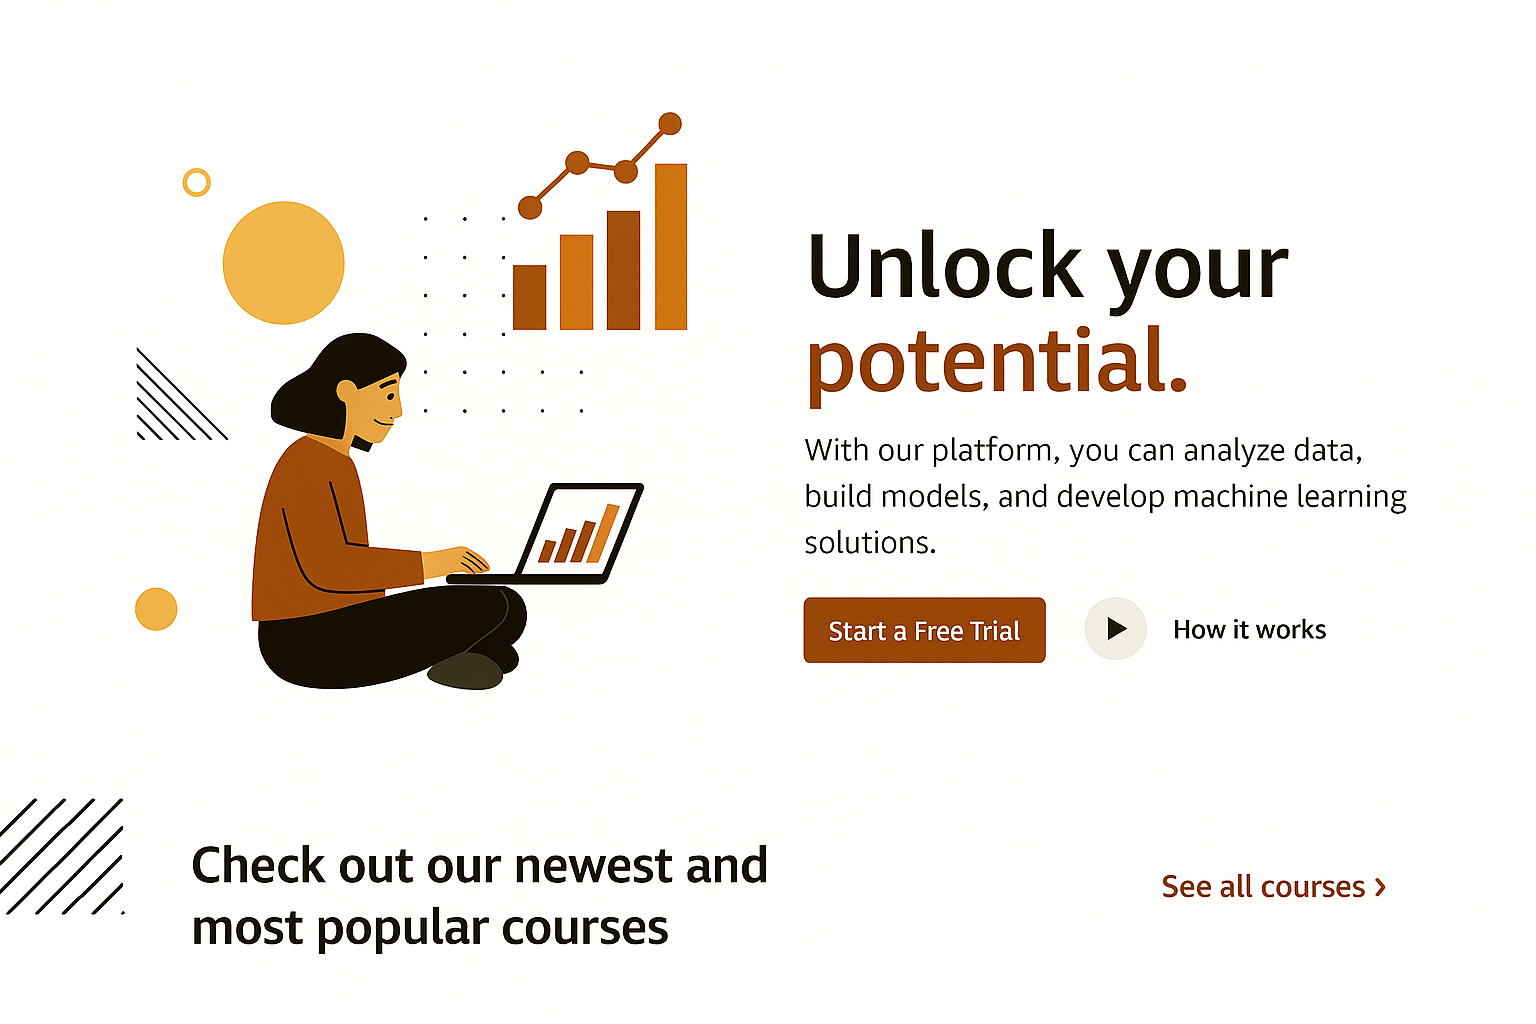 Unlock your
potential.
With our platform, you can analyze data,
build models, and develop machine learning
solutions.
Start a Free Trial
How it works
Check out our newest and
most popular courses
See all courses ›